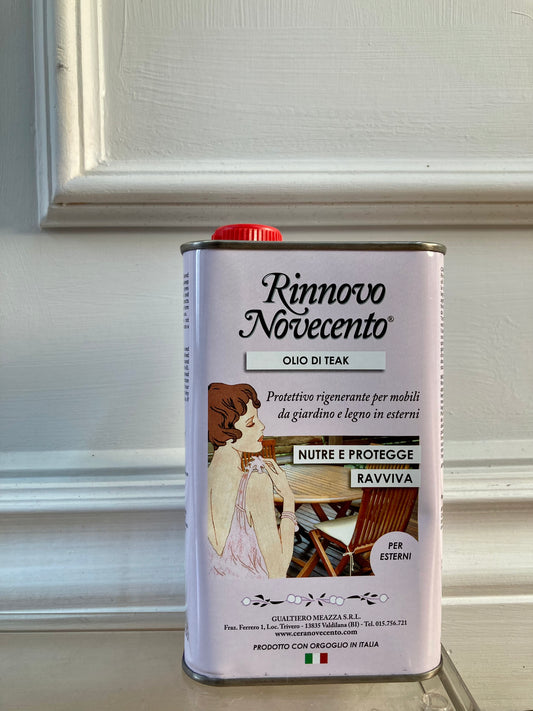 Rinnovo
Novecento®
OLIO DI TEAK
Protettivo rigenerante per mobili
da giardino e legno in esterni
NUTRE E PROTEGGE
RAVVIVA
PER
ESTERNI
GUALTIERO MEAZZA S.R.L.
Fraz. Ferrero 1, Loc. Trivero - 13835 Valdilana (BI) - Tel. 015.756.721
www.ceranovecento.com
PRODOTTO CON ORGOGLIO IN ITALIA